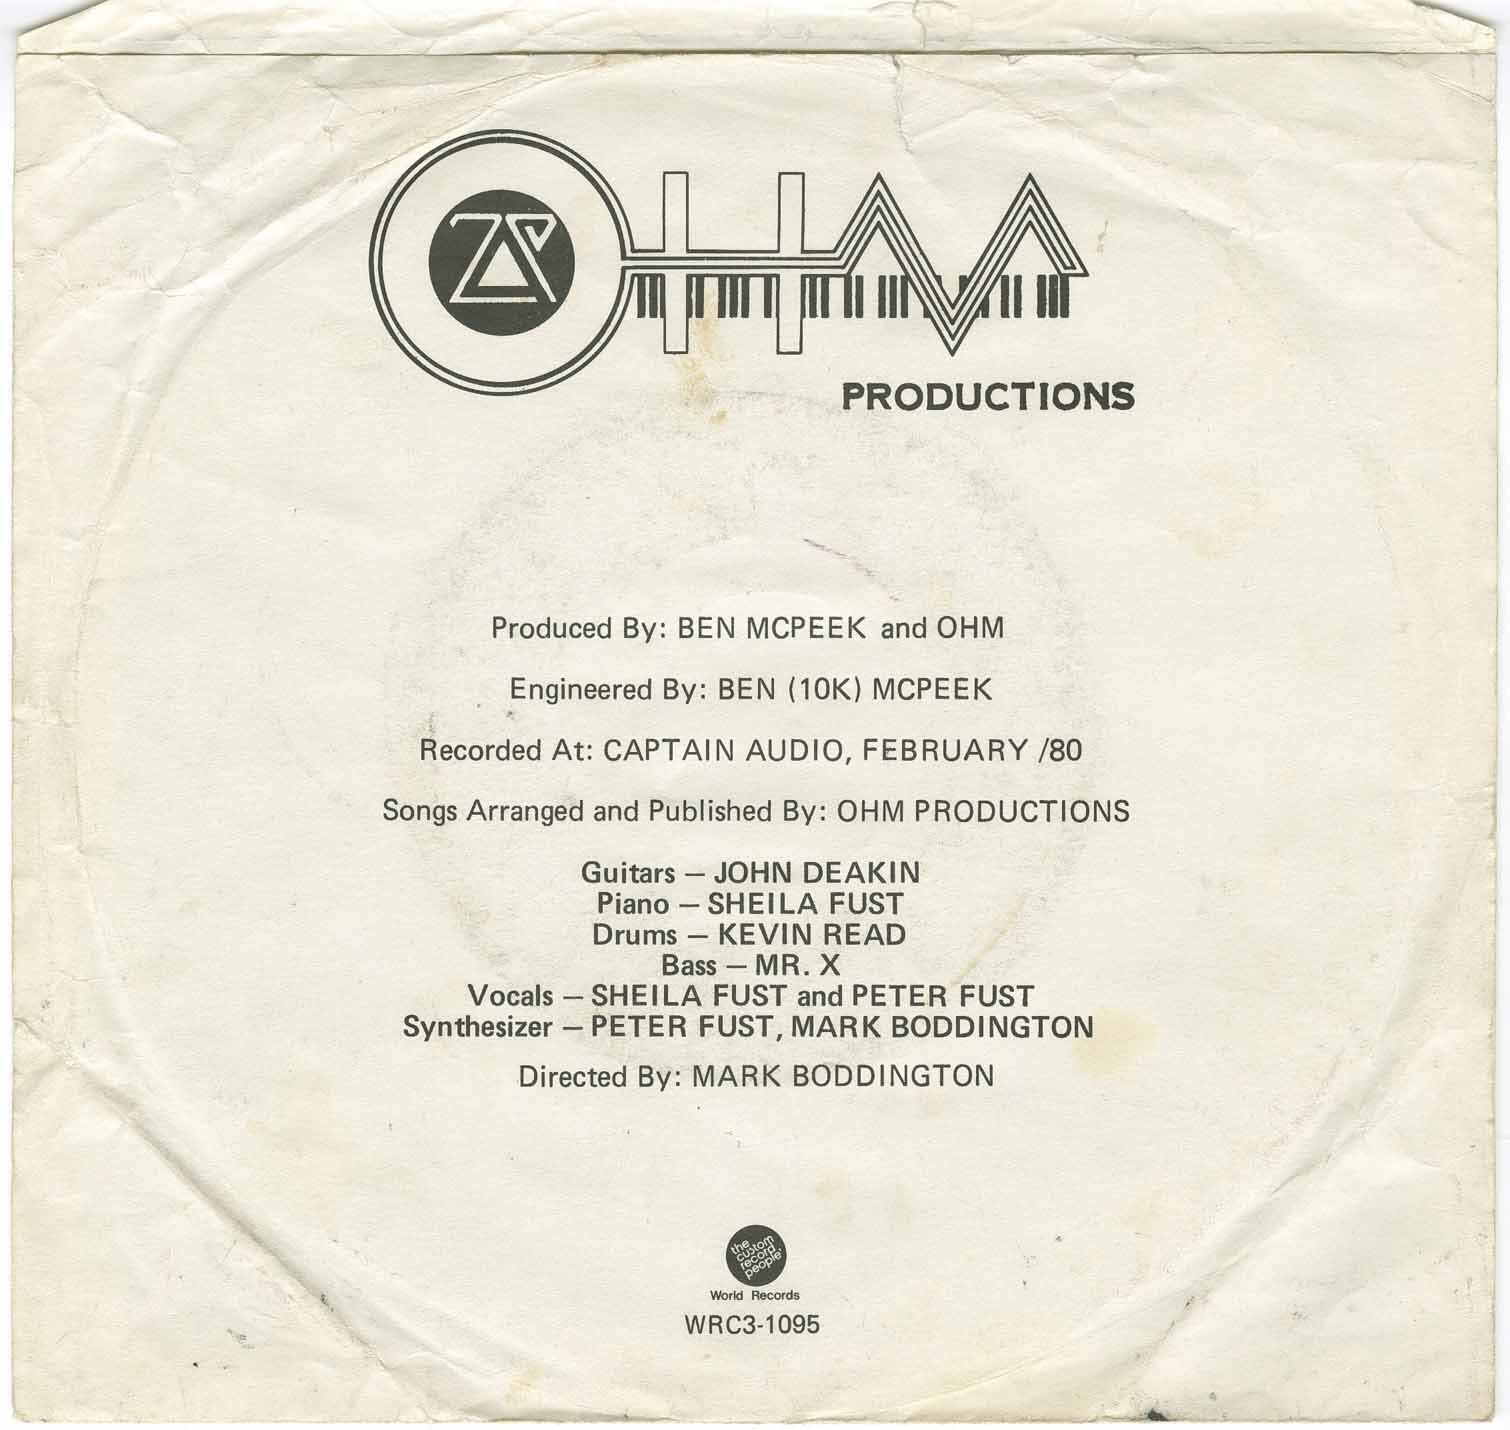 OHM
PRODUCTIONS
Produced By: BEN MCPEEK and OHM
Engineered By: BEN (10K) MCPEEK
Recorded At: CAPTAIN AUDIO, FEBRUARY /80
Songs Arranged and Published By: OHM PRODUCTIONS
Guitars — JOHN DEAKIN
Piano — SHEILA FUST
Drums — KEVIN READ
Bass — MR. X
Vocals — SHEILA FUST and PETER FUST
Synthesizer — PETER FUST, MARK BODDINGTON
Directed By: MARK BODDINGTON
the
custom
record
people'
World Records
WRC3-1095